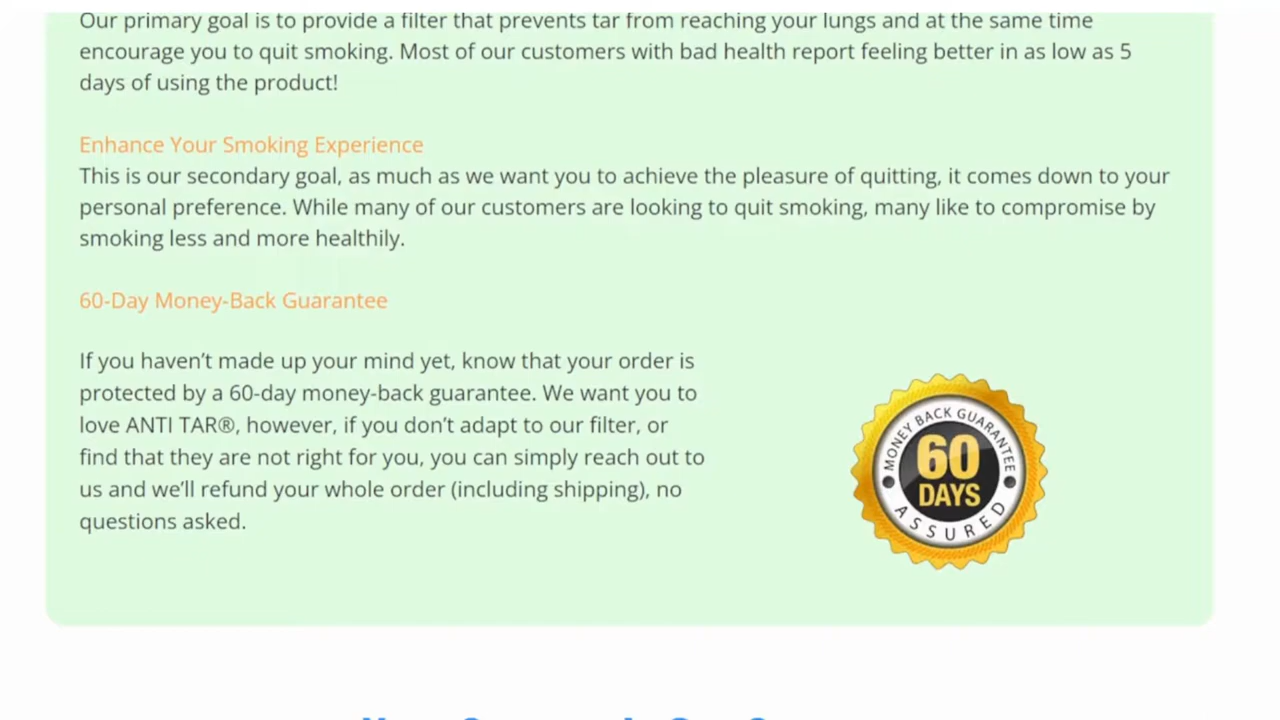 Our primary goal is to provide a filter that prevents tar from reaching your lungs and at the same time
encourage you to quit smoking. Most of our customers with bad health report feeling better in as low as 5
days of using the product!
Enhance Your Smoking Experience
This is our secondary goal, as much as we want you to achieve the pleasure of quitting, it comes down to your
personal preference. While many of our customers are looking to quit smoking, many like to compromise by
smoking less and more healthily.
60-Day Money-Back Guarantee
If you haven’t made up your mind yet, know that your order is
protected by a 60-day money-back guarantee. We want you to
love ANTI TAR®, however, if you don’t adapt to our filter, or
find that they are not right for you, you can simply reach out to
us and we’ll refund your whole order (including shipping), no
questions asked.
MONEY BACK GUARANTEE
60
DAYS
ASSURED